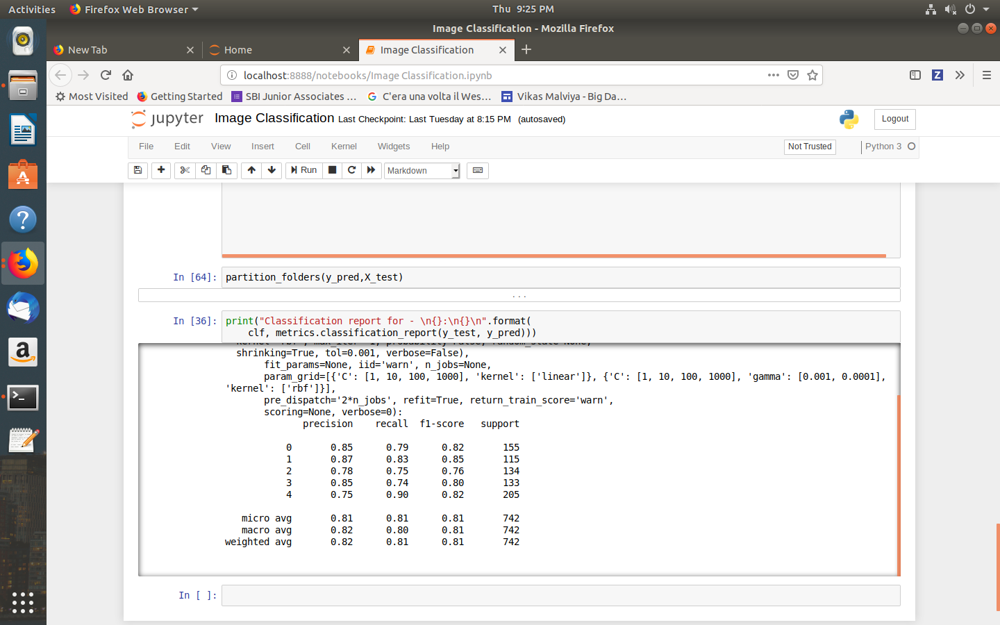 Activities Firefox Web Browser Thu 9:25 PM
Image Classification - Mozilla Firefox
New Tab Home Image Classification
localhost:8888/notebooks/Image Classification.ipynb
Most Visited Getting Started SBI Junior Associates ... C'era una volta il Wes... Vikas Malviya - Big Da...
jupyter Image Classification Last Checkpoint: Last Tuesday at 8:15 PM (autosaved) Logout
File Edit View Insert Cell Kernel Widgets Help Not Trusted Python 3
Run Markdown
In [64]: partition_folders(y_pred,X_test)
...
In [36]: print("Classification report for - \n{}:\n{}\n".format(
clf, metrics.classification_report(y_test, y_pred)))
kernel='rbf', max_iter=-1, probability=False, random_state=None,
shrinking=True, tol=0.001, verbose=False),
fit_params=None, iid='warn', n_jobs=None,
param_grid=[{'C': [1, 10, 100, 1000], 'kernel': ['linear']}, {'C': [1, 10, 100, 1000], 'gamma': [0.001, 0.0001],
'kernel': ['rbf']}],
pre_dispatch='2*n_jobs', refit=True, return_train_score='warn',
scoring=None, verbose=0):
precision recall f1-score support
0 0.85 0.79 0.82 155
1 0.87 0.83 0.85 115
2 0.78 0.75 0.76 134
3 0.85 0.74 0.80 133
4 0.75 0.90 0.82 205
micro avg 0.81 0.81 0.81 742
macro avg 0.82 0.80 0.81 742
weighted avg 0.82 0.81 0.81 742
In [ ]: